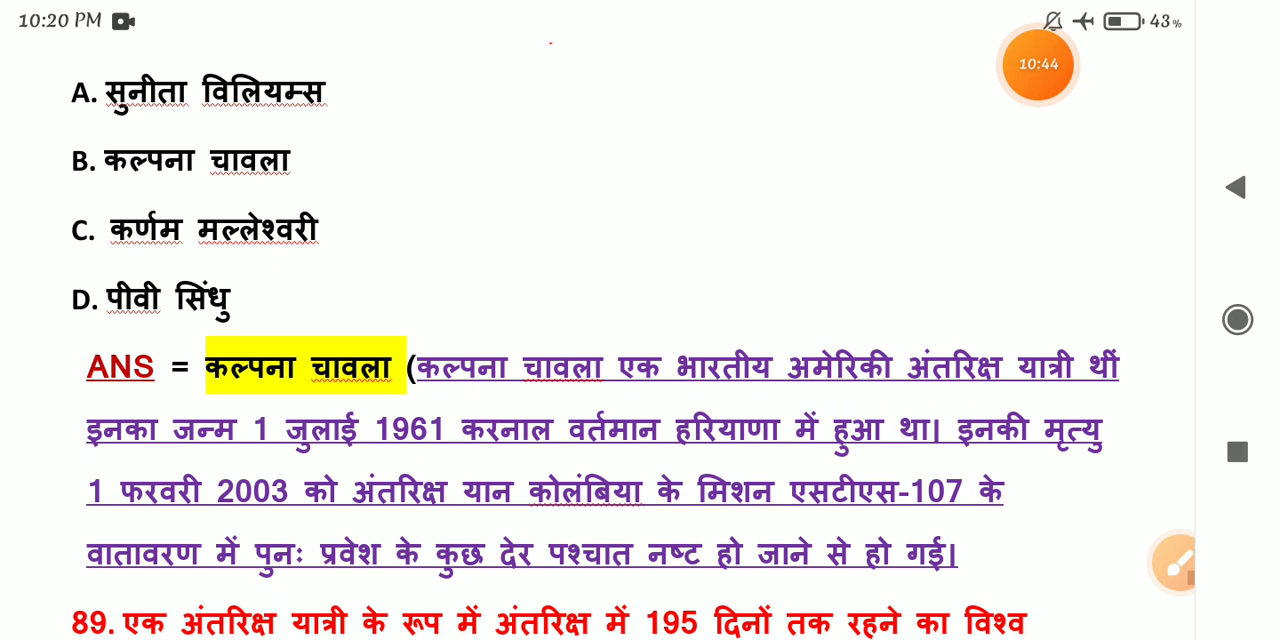 10:20 PM
43%
10:44
A. सुनीता विलियम्स
B. कल्पना चावला
C. कर्णम मल्लेश्वरी
D. पीवी सिंधु
ANS = कल्पना चावला (कल्पना चावला एक भारतीय अमेरिकी अंतरिक्ष यात्री थीं
इनका जन्म 1 जुलाई 1961 करनाल वर्तमान हरियाणा में हुआ था। इनकी मृत्यु
1 फरवरी 2003 को अंतरिक्ष यान कोलंबिया के मिशन एसटीएस-107 के
वातावरण में पुनः प्रवेश के कुछ देर पश्चात नष्ट हो जाने से हो गई।
89. एक अंतरिक्ष यात्री के रूप में अंतरिक्ष में 195 दिनों तक रहने का विश्व